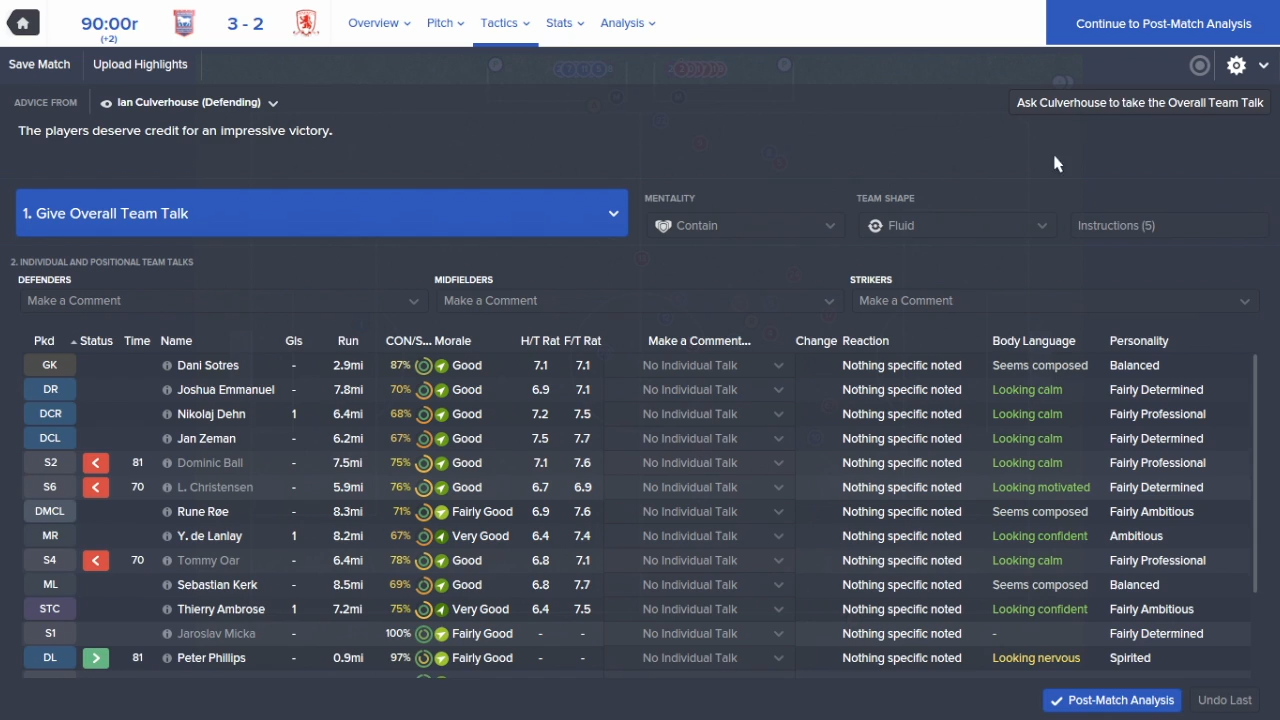 90:00r
(+2)
3 - 2
Overview Pitch Tactics Stats Analysis
Continue to Post-Match Analysis
Save Match Upload Highlights
ADVICE FROM Ian Culverhouse (Defending)
Ask Culverhouse to take the Overall Team Talk
The players deserve credit for an impressive victory.
1. Give Overall Team Talk
MENTALITY TEAM SHAPE
Contain Fluid Instructions (5)
2. INDIVIDUAL AND POSITIONAL TEAM TALKS
DEFENDERS MIDFIELDERS STRIKERS
Make a Comment Make a Comment Make a Comment
Pkd Status Time Name Gls Run CON/S... Morale H/T Rat F/T Rat Make a Comment... Change Reaction Body Language Personality
GK Dani Sotres - 2.9mi 87% Good 7.1 7.1 No Individual Talk Nothing specific noted Seems composed Balanced
DR Joshua Emmanuel - 7.8mi 70% Good 6.9 7.1 No Individual Talk Nothing specific noted Looking calm Fairly Determined
DCR Nikolaj Dehn 1 6.4mi 68% Good 7.2 7.5 No Individual Talk Nothing specific noted Looking calm Fairly Professional
DCL Jan Zeman - 6.2mi 67% Good 7.5 7.7 No Individual Talk Nothing specific noted Looking calm Fairly Determined
S2 81 Dominic Ball - 7.5mi 75% Good 7.1 7.6 No Individual Talk Nothing specific noted Looking calm Fairly Professional
S6 70 L. Christensen - 5.9mi 76% Good 6.7 6.9 No Individual Talk Nothing specific noted Looking motivated Fairly Determined
DMCL Rune Røe - 8.3mi 71% Fairly Good 6.9 7.6 No Individual Talk Nothing specific noted Seems composed Fairly Ambitious
MR Y. de Lanlay 1 8.2mi 67% Very Good 6.4 7.4 No Individual Talk Nothing specific noted Looking confident Ambitious
S4 70 Tommy Oar - 6.4mi 78% Good 6.8 7.1 No Individual Talk Nothing specific noted Looking calm Fairly Professional
ML Sebastian Kerk - 8.5mi 69% Good 6.8 7.7 No Individual Talk Nothing specific noted Seems composed Balanced
STC Thierry Ambrose 1 7.2mi 75% Very Good 6.4 7.5 No Individual Talk Nothing specific noted Looking confident Fairly Ambitious
S1 Jaroslav Micka - 100% Fairly Good - - No Individual Talk Nothing specific noted - Fairly Determined
DL 81 Peter Phillips - 0.9mi 97% Fairly Good - - No Individual Talk Nothing specific noted Looking nervous Spirited
Post-Match Analysis Undo Last